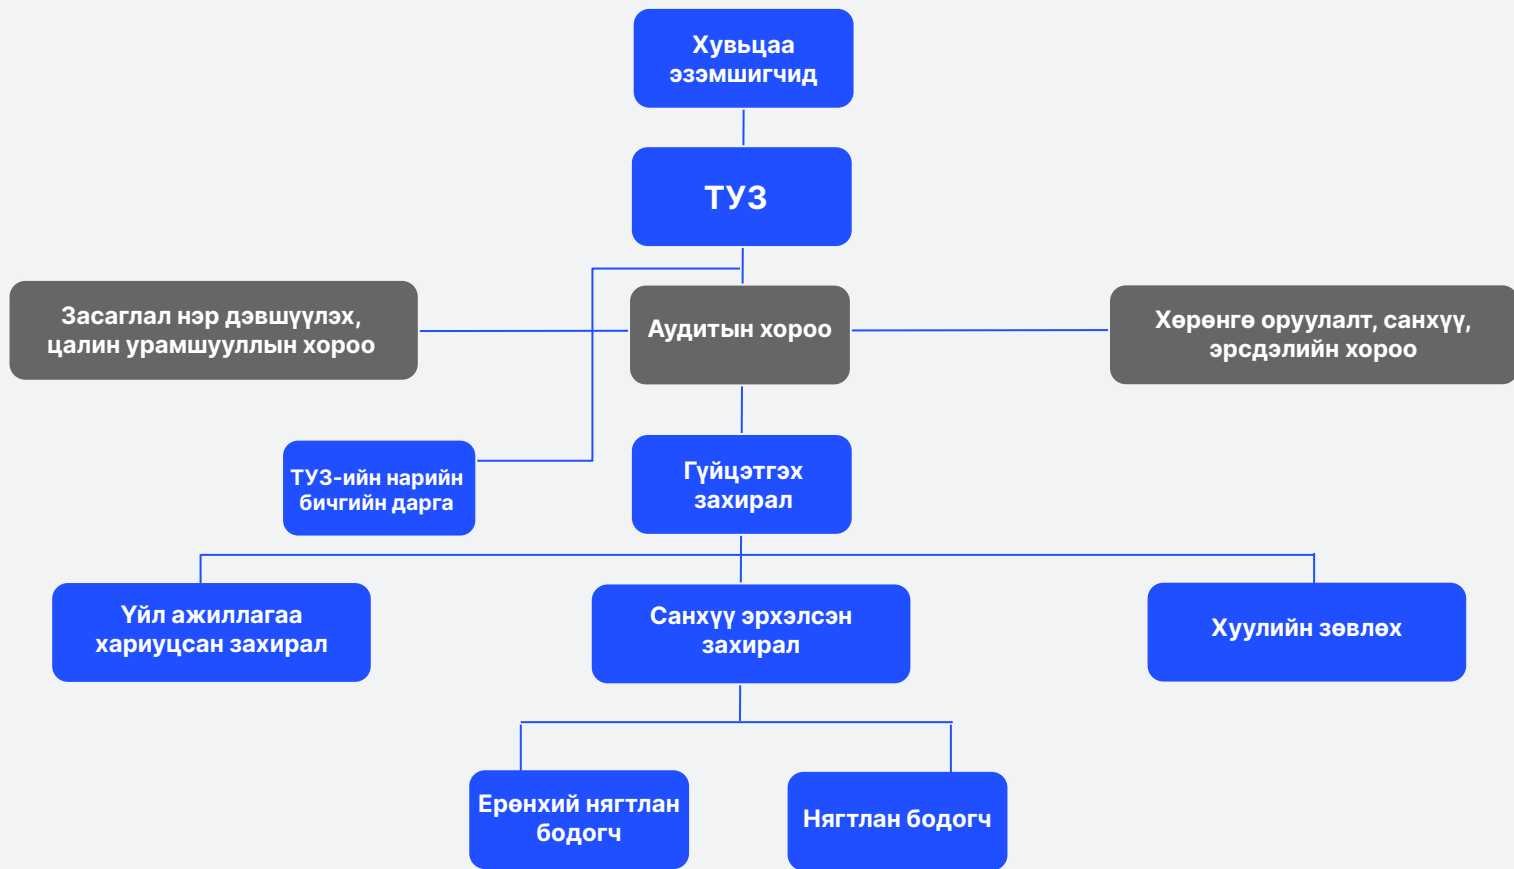 Хувьцаа
эзэмшигчид
ТУЗ
Засаглал нэр дэвшүүлэх,
цалин урамшууллын хороо
Аудитын хороо
Хөрөнгө оруулалт, санхүү,
эрсдэлийн хороо
ТУЗ-ийн нарийн
бичгийн дарга
Гүйцэтгэх
захирал
Үйл ажиллагаа
хариуцсан захирал
Санхүү эрхэлсэн
захирал
Хуулийн зөвлөх
Ерөнхий нягтлан
бодогч
Нягтлан бодогч